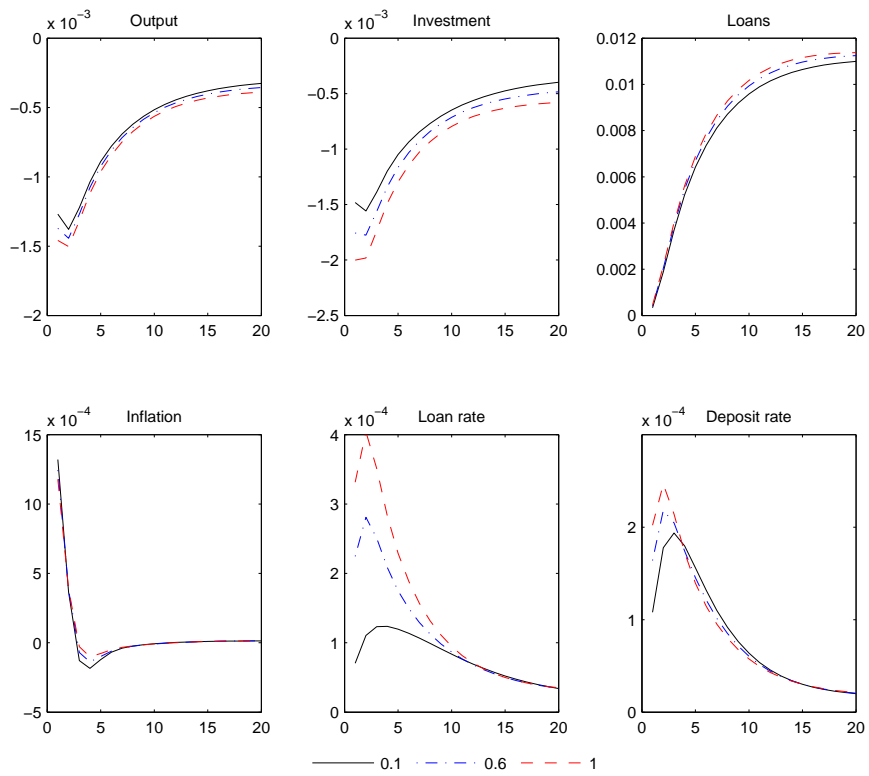 x 10−3 Output x 10−3 Investment Loans
0 0 0.012
−0.5 −0.5 0.01
−1 −1 0.008
−1.5 −1.5 0.006
−2 −2 0.004
−2.5 0.002
0
0 5 10 15 20 0 5 10 15 20 0 5 10 15 20
x 10−4 Inflation x 10−4 Loan rate x 10−4 Deposit rate
15 4
10 3 2
5 2
0 1
−5 0 0
0 5 10 15 20 0 5 10 15 20 0 5 10 15 20
0.1 0.6 1